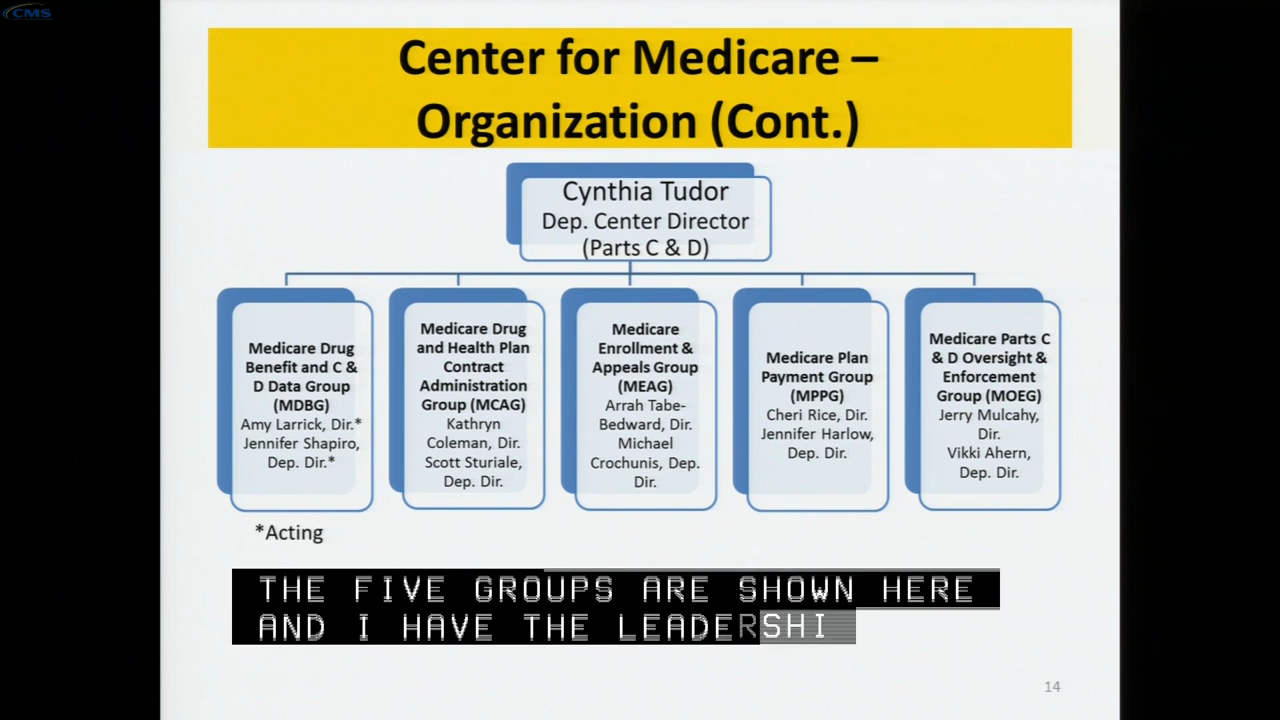 CMS
Center for Medicare –
Organization (Cont.)
Cynthia Tudor
Dep. Center Director
(Parts C & D)
Medicare Drug
Benefit and C &
D Data Group
(MDBG)
Amy Larrick, Dir.*
Jennifer Shapiro,
Dep. Dir.*
Medicare Drug
and Health Plan
Contract
Administration
Group (MCAG)
Kathryn
Coleman, Dir.
Scott Sturiale,
Dep. Dir.
Medicare
Enrollment &
Appeals Group
(MEAG)
Arrah Tabe-
Bedward, Dir.
Michael
Crochunis, Dep.
Dir.
Medicare Plan
Payment Group
(MPPG)
Cheri Rice, Dir.
Jennifer Harlow,
Dep. Dir.
Medicare Parts C
& D Oversight &
Enforcement
Group (MOEG)
Jerry Mulcahy,
Dir.
Vikki Ahern,
Dep. Dir.
*Acting
THE FIVE GROUPS ARE SHOWN HERE
AND I HAVE THE LEADERSHI
14